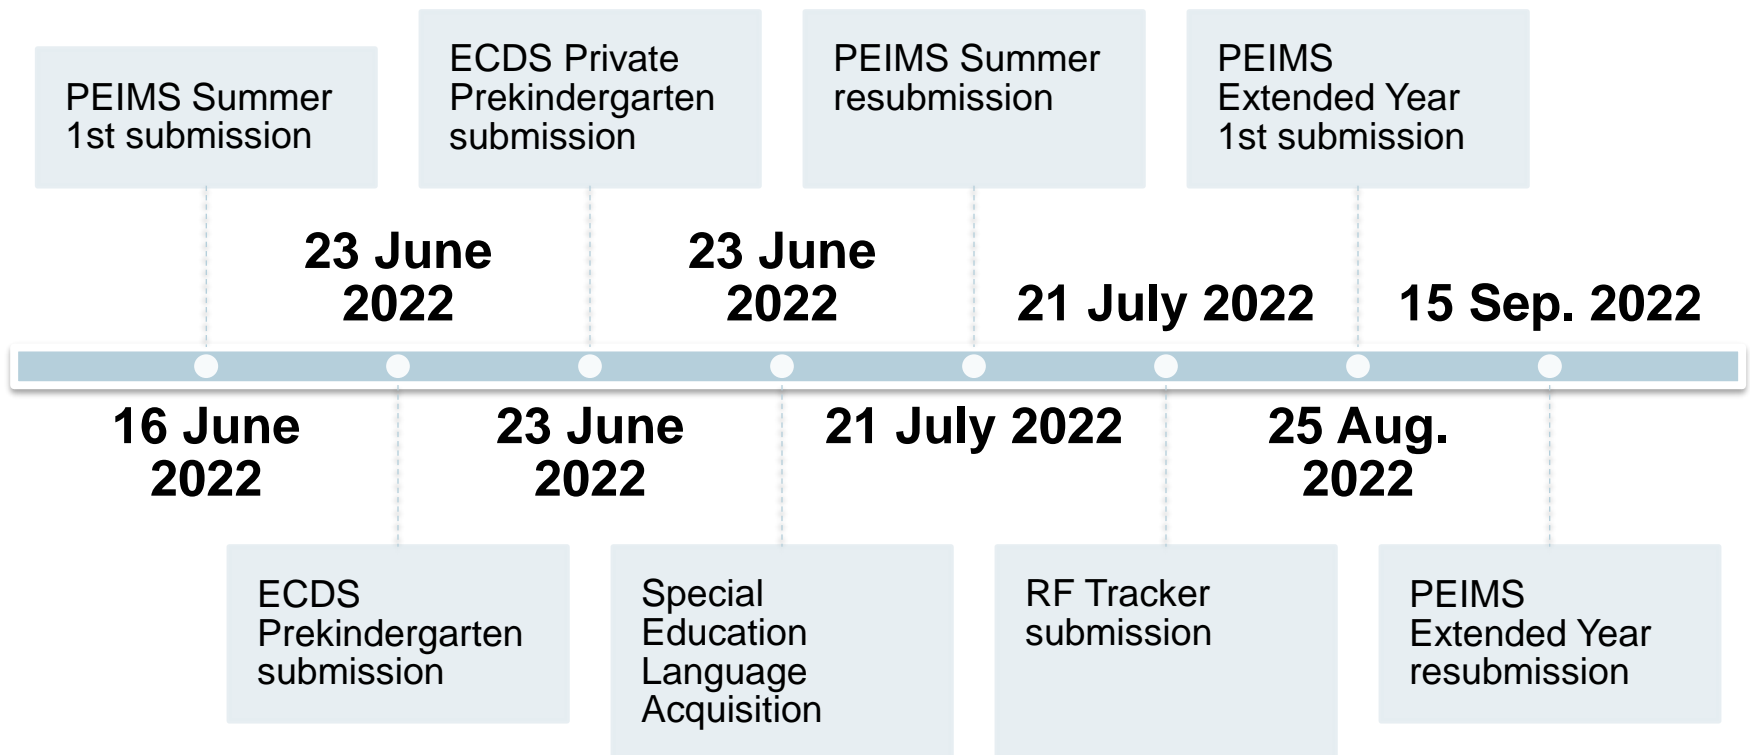 PEIMS Summer
1st submission
ECDS Private
Prekindergarten
submission
PEIMS Summer
resubmission
PEIMS
Extended Year
1st submission
23 June
2022
23 June
2022
21 July 2022
15 Sep. 2022
16 June
2022
23 June
2022
21 July 2022
25 Aug.
2022
ECDS
Prekindergarten
submission
Special
Education
Language
Acquisition
RF Tracker
submission
PEIMS
Extended Year
resubmission